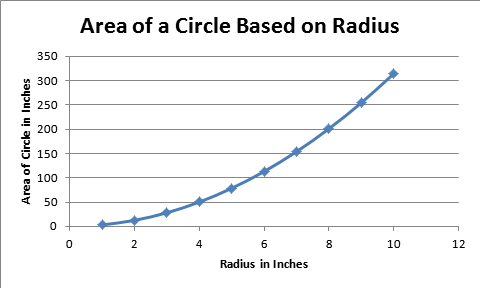 Area of a Circle Based on Radius
Area of Circle in Inches
350
300
250
200
150
100
50
0
0 2 4 6 8 10 12
Radius in Inches